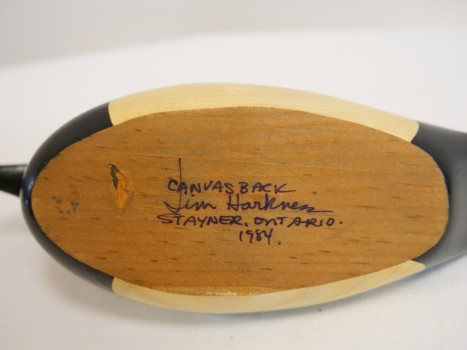 CANVASBACK
Jim Harkness
STAYNER, ONTARIO.
1984.